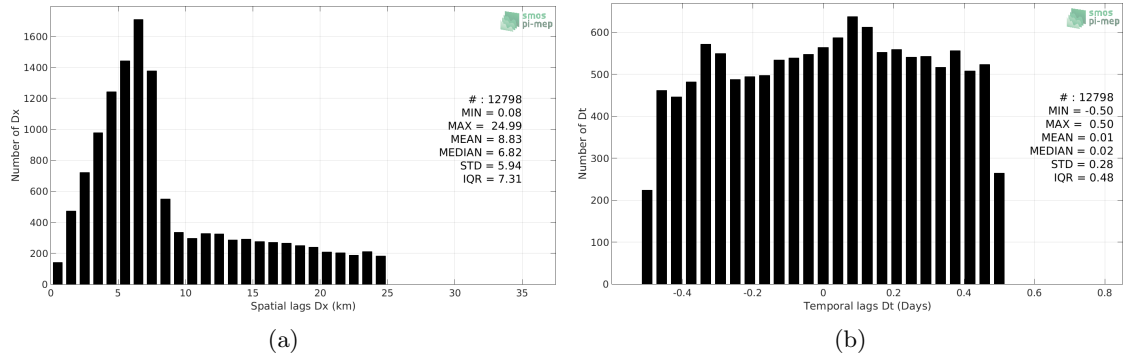 smos
pi-mep
Number of Dx
1600
1400
1200
1000
800
600
400
200
0
# : 12798
MIN = 0.08
MAX = 24.99
MEAN = 8.83
MEDIAN = 6.82
STD = 5.94
IQR = 7.31
0 5 10 15 20 25 30 35
Spatial lags Dx (km)
(a)
smos
pi-mep
Number of Dt
600
500
400
300
200
100
0
# : 12798
MIN = -0.50
MAX = 0.50
MEAN = 0.01
MEDIAN = 0.02
STD = 0.28
IQR = 0.48
-0.4 -0.2 0 0.2 0.4 0.6 0.8
Temporal lags Dt (Days)
(b)